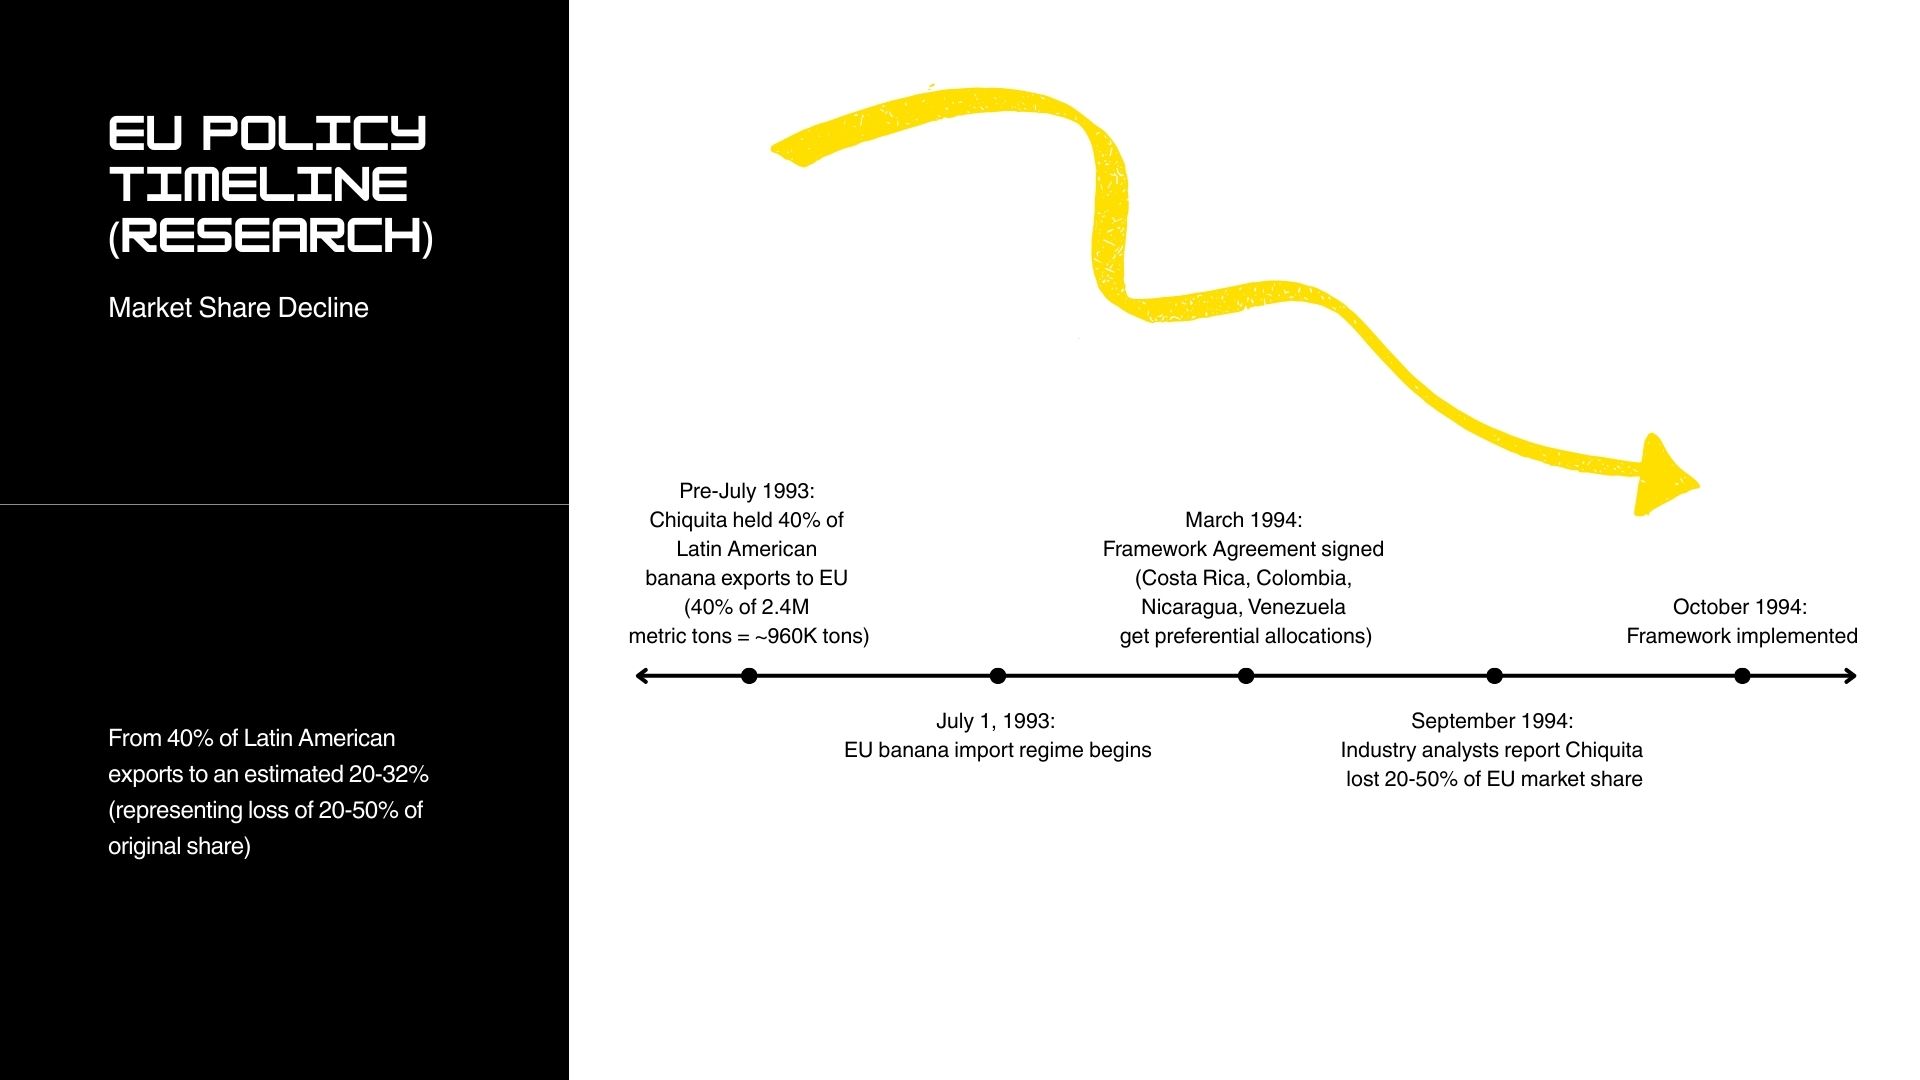 EU POLICY
TIMELINE
(RESEARCH)
Market Share Decline
From 40% of Latin American
exports to an estimated 20-32%
(representing loss of 20-50% of
original share)
Pre-July 1993:
Chiquita held 40% of
Latin American
banana exports to EU
(40% of 2.4M
metric tons = ~960K tons)
July 1, 1993:
EU banana import regime begins
March 1994:
Framework Agreement signed
(Costa Rica, Colombia,
Nicaragua, Venezuela
get preferential allocations)
September 1994:
Industry analysts report Chiquita
lost 20-50% of EU market share
October 1994:
Framework implemented